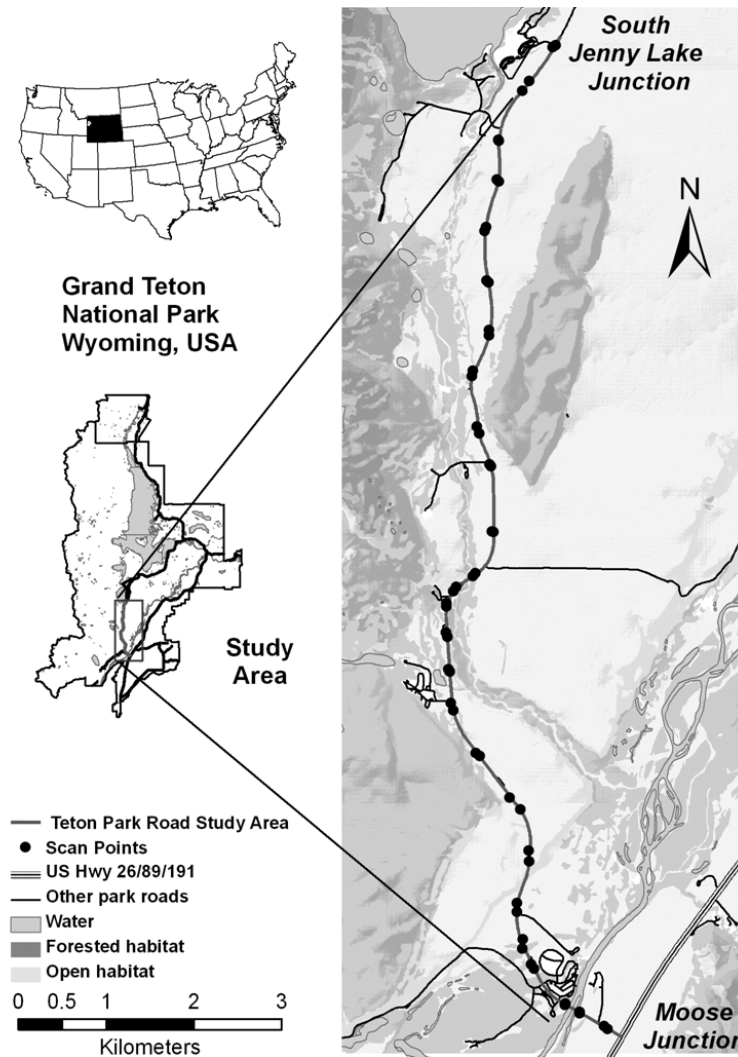 South
Jenny Lake
Junction
N
Grand Teton
National Park
Wyoming, USA
Study
Area
Teton Park Road Study Area
Scan Points
US Hwy 26/89/191
Other park roads
Water
Forested habitat
Open habitat
0 0.5 1 2 3
Kilometers
Moose
Junction